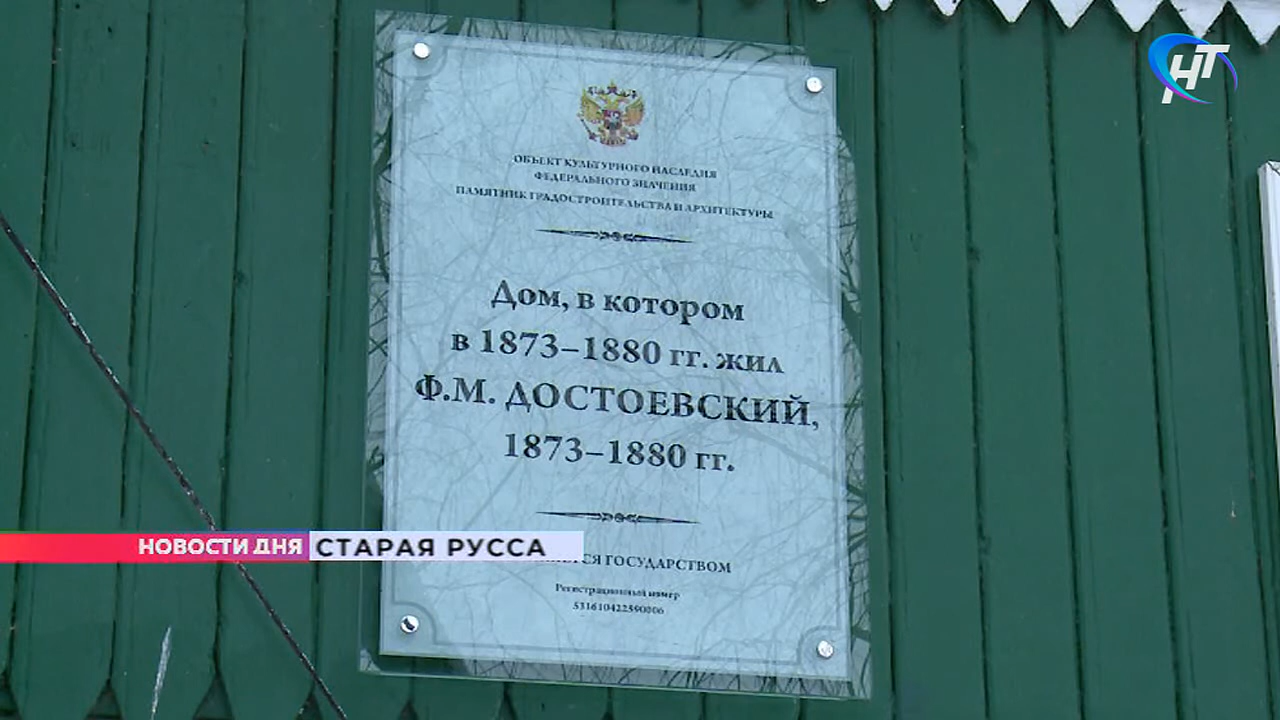 НТ
ОБЪЕКТ КУЛЬТУРНОГО НАСЛЕДИЯ
ФЕДЕРАЛЬНОГО ЗНАЧЕНИЯ
ПАМЯТНИК ГРАДОСТРОИТЕЛЬСТВА И АРХИТЕКТУРЫ
Дом, в котором
в 1873–1880 гг. жил
Ф.М. ДОСТОЕВСКИЙ,
1873–1880 гг.
НОВОСТИ ДНЯ СТАРАЯ РУССА
ГОСУДАРСТВОМ
Регистрационный номер
531610422590006